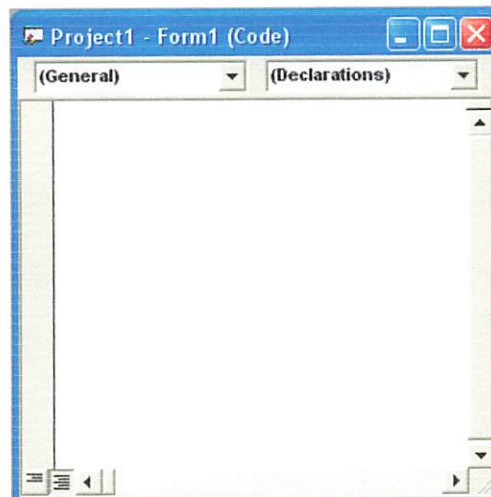 Project1 - Form1 (Code)
(General) (Declarations)